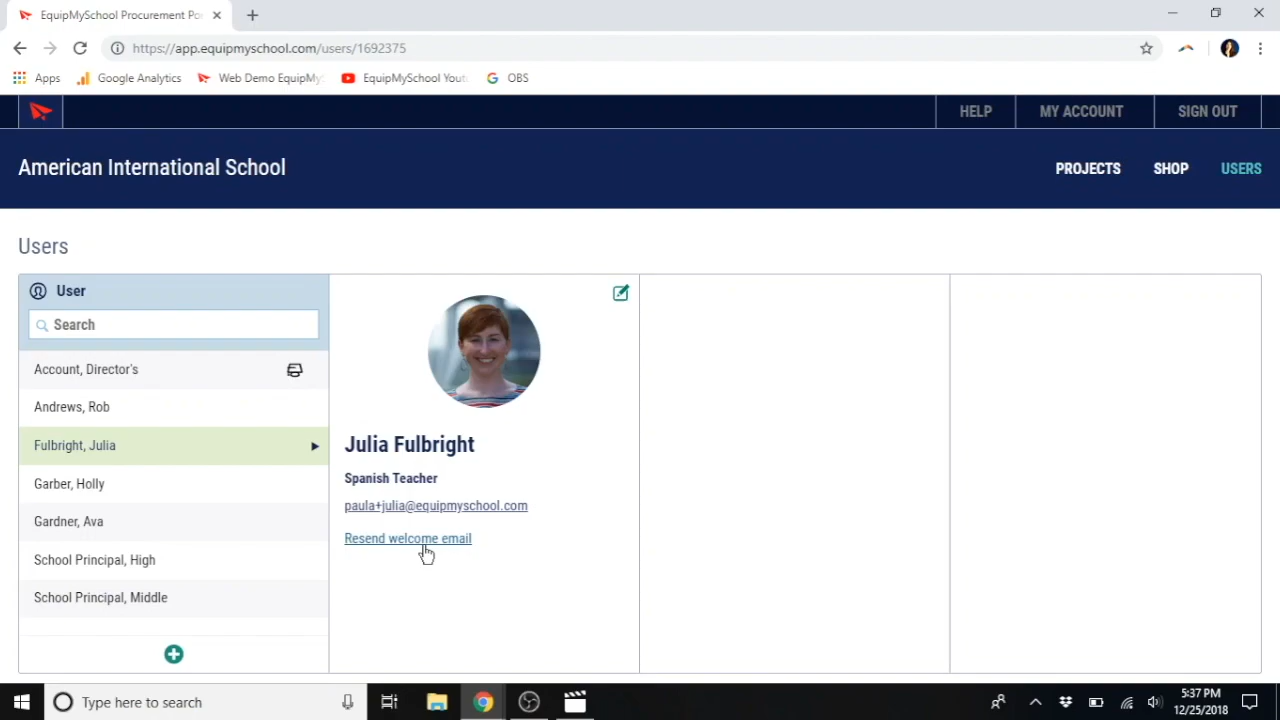 EquipMySchool Procurement Po
https://app.equipmyschool.com/users/1692375
Apps
Google Analytics
Web Demo EquipMyS
EquipMySchool Yout
OBS
HELP
MY ACCOUNT
SIGN OUT
American International School
PROJECTS
SHOP
USERS
Users
User
Search
Account, Director's
Andrews, Rob
Fulbright, Julia
Garber, Holly
Gardner, Ava
School Principal, High
School Principal, Middle
Julia Fulbright
Spanish Teacher
paula+julia@equipmyschool.com
Resend welcome email
Type here to search
5:37 PM
12/25/2018